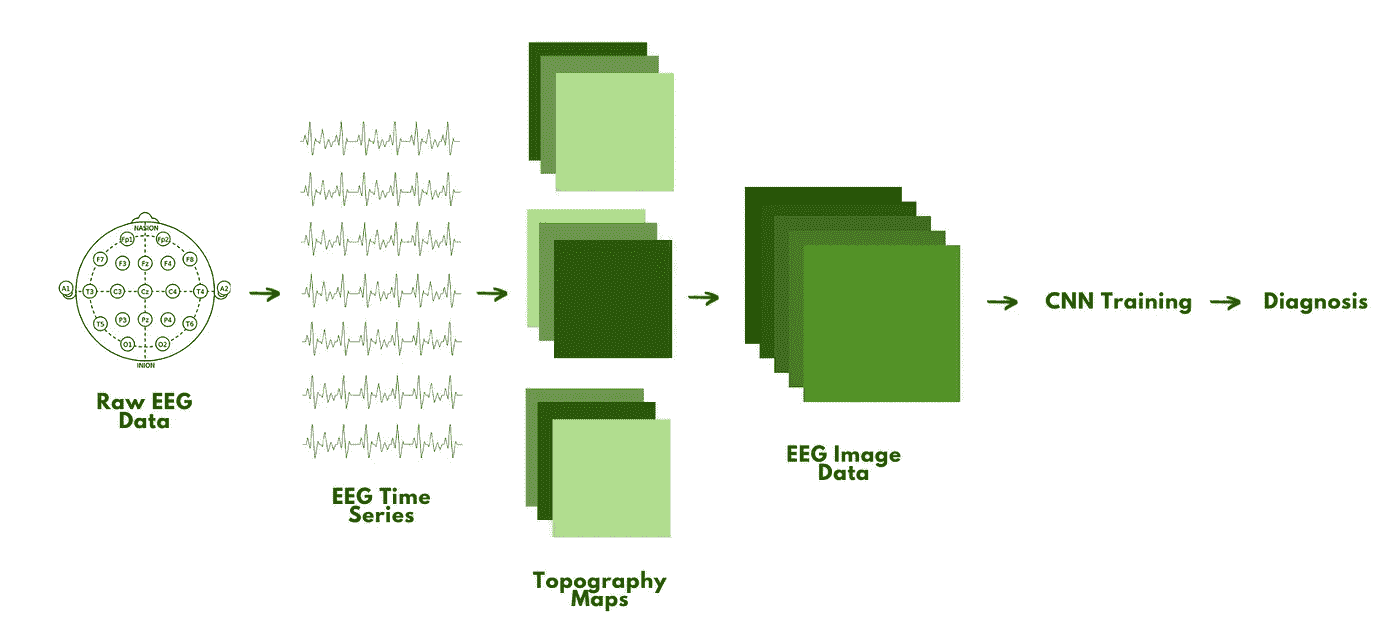 NASION
Fp1 Fp2
F7 F3 Fz F4 F8
A1 T3 C3 Cz C4 T4 A2
T5 P3 Pz P4 T6
O1 O2
INION
Raw EEG
Data
EEG Time
Series
Topography
Maps
EEG Image
Data
CNN Training
Diagnosis